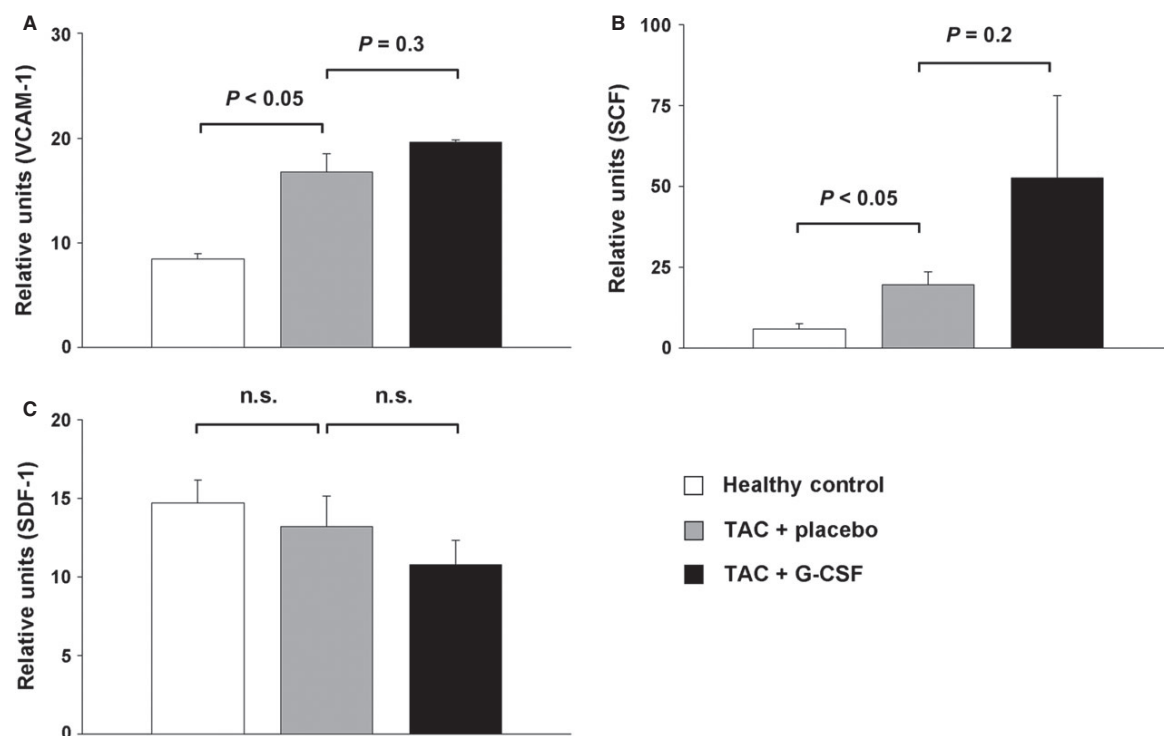 A
Relative units (VCAM-1)
30
20
10
0
P < 0.05
P = 0.3
B
Relative units (SCF)
100
75
50
25
0
P < 0.05
P = 0.2
C
Relative units (SDF-1)
20
15
10
5
0
n.s.
n.s.
Healthy control
TAC + placebo
TAC + G-CSF